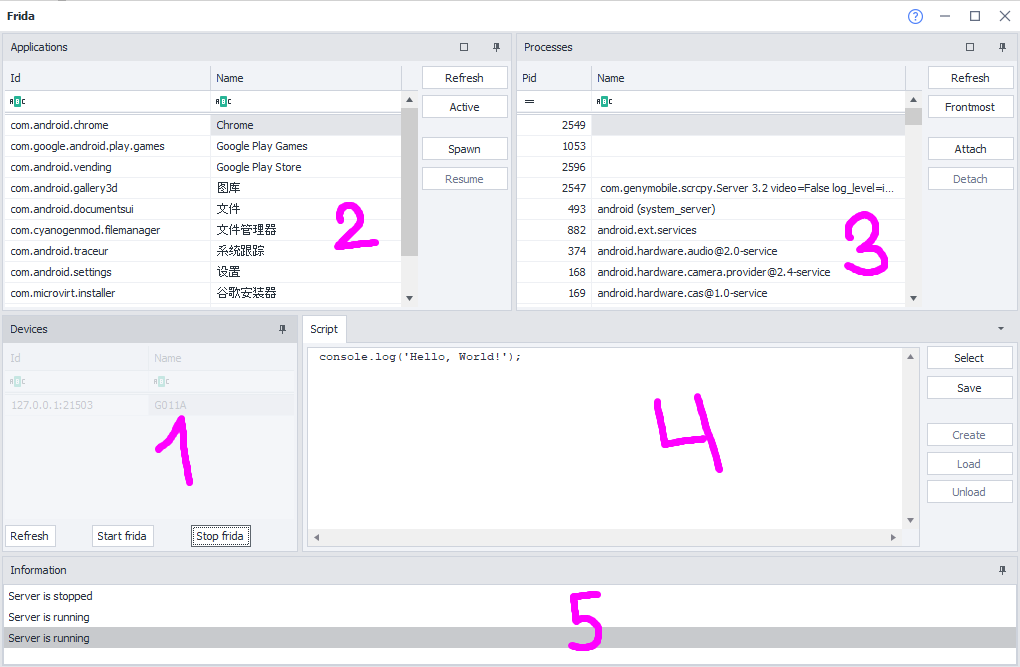 Frida
Applications
Id Name
ABC ABC
com.android.chrome Chrome
com.google.android.play.games Google Play Games
com.android.vending Google Play Store
com.android.gallery3d 图库
com.android.documentsui 文件
com.cyanogenmod.filemanager 文件管理器
com.android.traceur 系统跟踪
com.android.settings 设置
com.microvirt.installer 谷歌安装器
Refresh
Active
Spawn
Resume
2
Processes
Pid Name
= ABC
2549
1053
2596
2547 com.genymobile.scrcpy.Server 3.2 video=False log_level=i...
493 android (system_server)
882 android.ext.services
374 android.hardware.audio@2.0-service
168 android.hardware.camera.provider@2.4-service
169 android.hardware.cas@1.0-service
Refresh
Frontmost
Attach
Detach
3
Devices
Id Name
ABC ABC
127.0.0.1:21503 G011A
1
Refresh Start frida Stop frida
Script
console.log('Hello, World!');
4
Select
Save
Create
Load
Unload
Information
Server is stopped
Server is running
Server is running
5